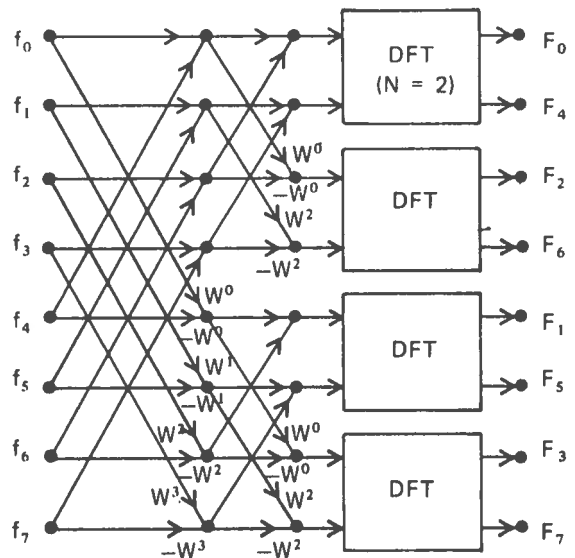 f₀ DFT F₀
(N = 2)
f₁ F₄
W⁰
f₂ -W⁰ DFT F₂
W²
f₃ -W² F₆
W⁰
f₄ -W⁰ DFT F₁
W¹
f₅ -W¹ F₅
W² W⁰
f₆ -W² -W⁰ DFT F₃
W³ W²
f₇ -W³ -W² F₇